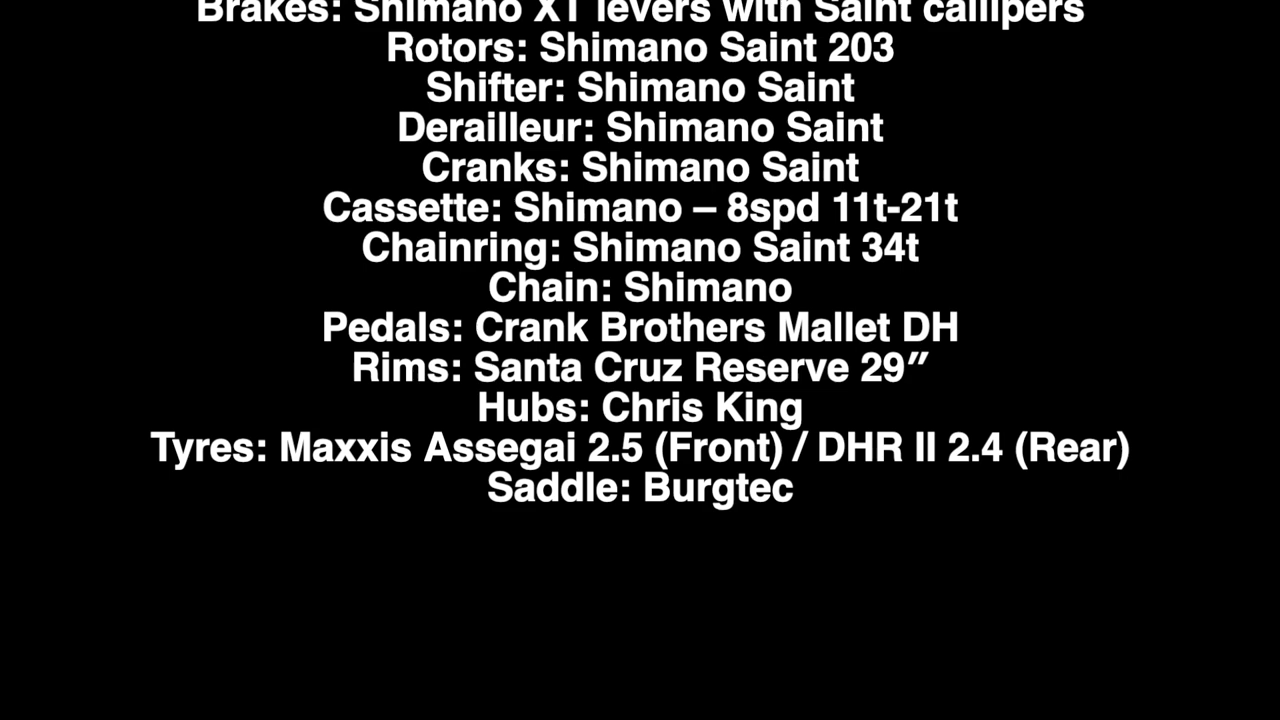 Brakes: Shimano XT levers with Saint callipers
Rotors: Shimano Saint 203
Shifter: Shimano Saint
Derailleur: Shimano Saint
Cranks: Shimano Saint
Cassette: Shimano – 8spd 11t-21t
Chainring: Shimano Saint 34t
Chain: Shimano
Pedals: Crank Brothers Mallet DH
Rims: Santa Cruz Reserve 29″
Hubs: Chris King
Tyres: Maxxis Assegai 2.5 (Front) / DHR II 2.4 (Rear)
Saddle: Burgtec